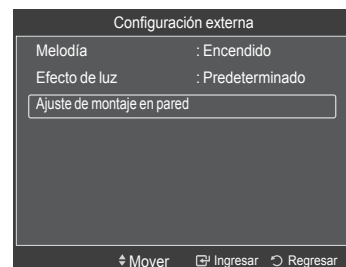 Configuración externa
Melodía : Encendido
Efecto de luz : Predeterminado
Ajuste de montaje en pared
Mover Ingresar Regresar